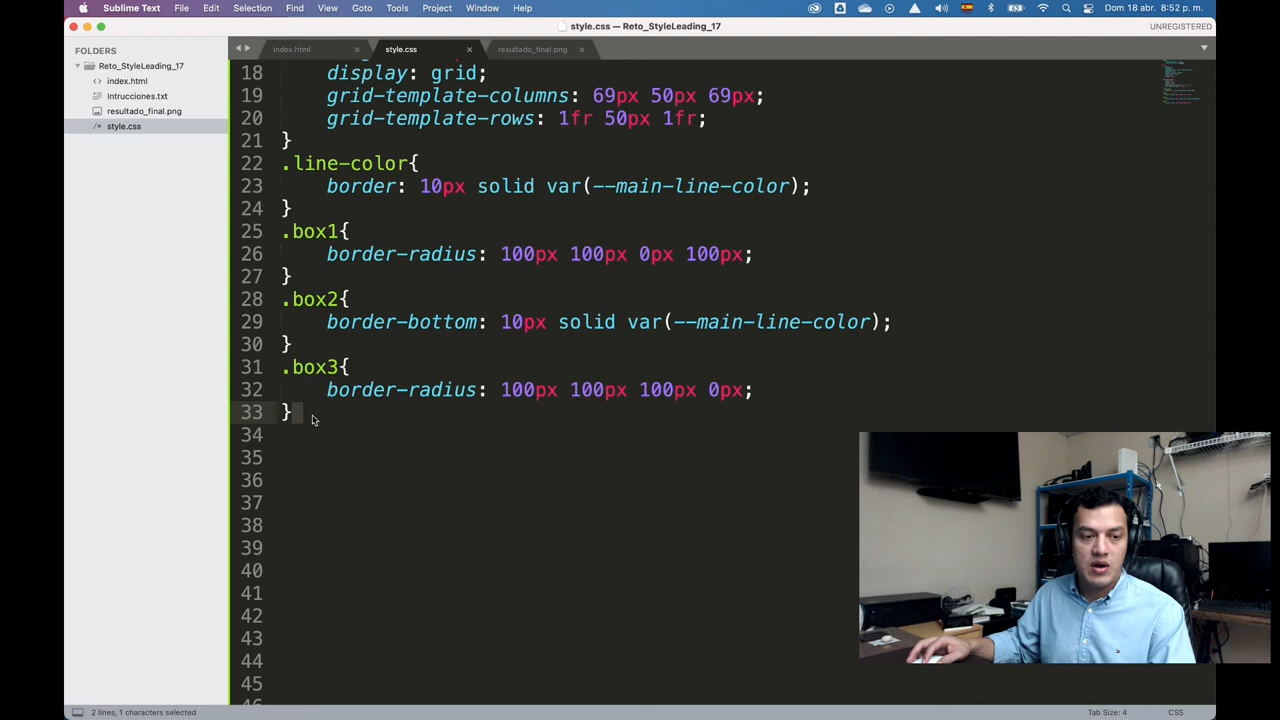 Sublime Text File Edit Selection Find View Goto Tools Project Window Help Dom 18 abr. 8:52 p. m.
style.css — Reto_StyleLeading_17 UNREGISTERED
FOLDERS
Reto_StyleLeading_17
index.html
Intrucciones.txt
resultado_final.png
style.css
index.html style.css resultado_final.png
18 display: grid;
19 grid-template-columns: 69px 50px 69px;
20 grid-template-rows: 1fr 50px 1fr;
21 }
22 .line-color{
23 border: 10px solid var(--main-line-color);
24 }
25 .box1{
26 border-radius: 100px 100px 0px 100px;
27 }
28 .box2{
29 border-bottom: 10px solid var(--main-line-color);
30 }
31 .box3{
32 border-radius: 100px 100px 100px 0px;
33 }
34
35
36
37
38
39
40
41
42
43
44
45
2 lines, 1 characters selected Tab Size: 4 CSS